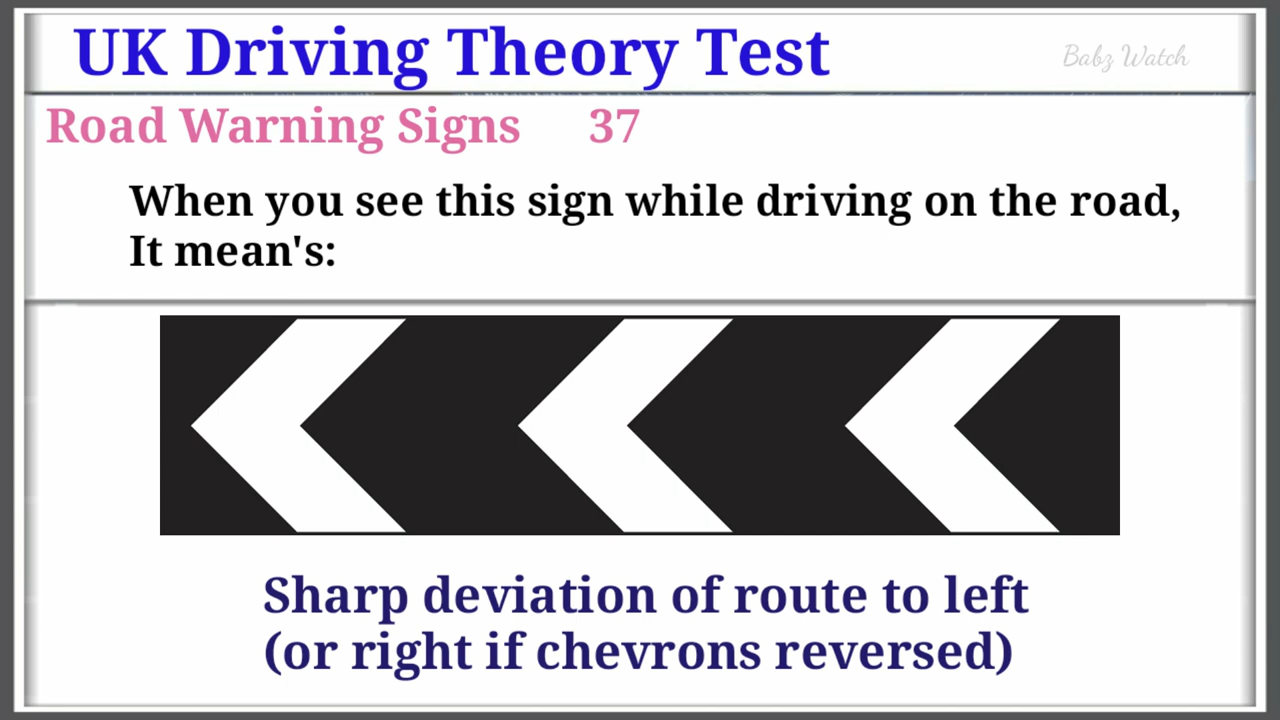 UK Driving Theory Test
Babz Watch
Road Warning Signs 37
When you see this sign while driving on the road,
It mean's:
Sharp deviation of route to left
(or right if chevrons reversed)